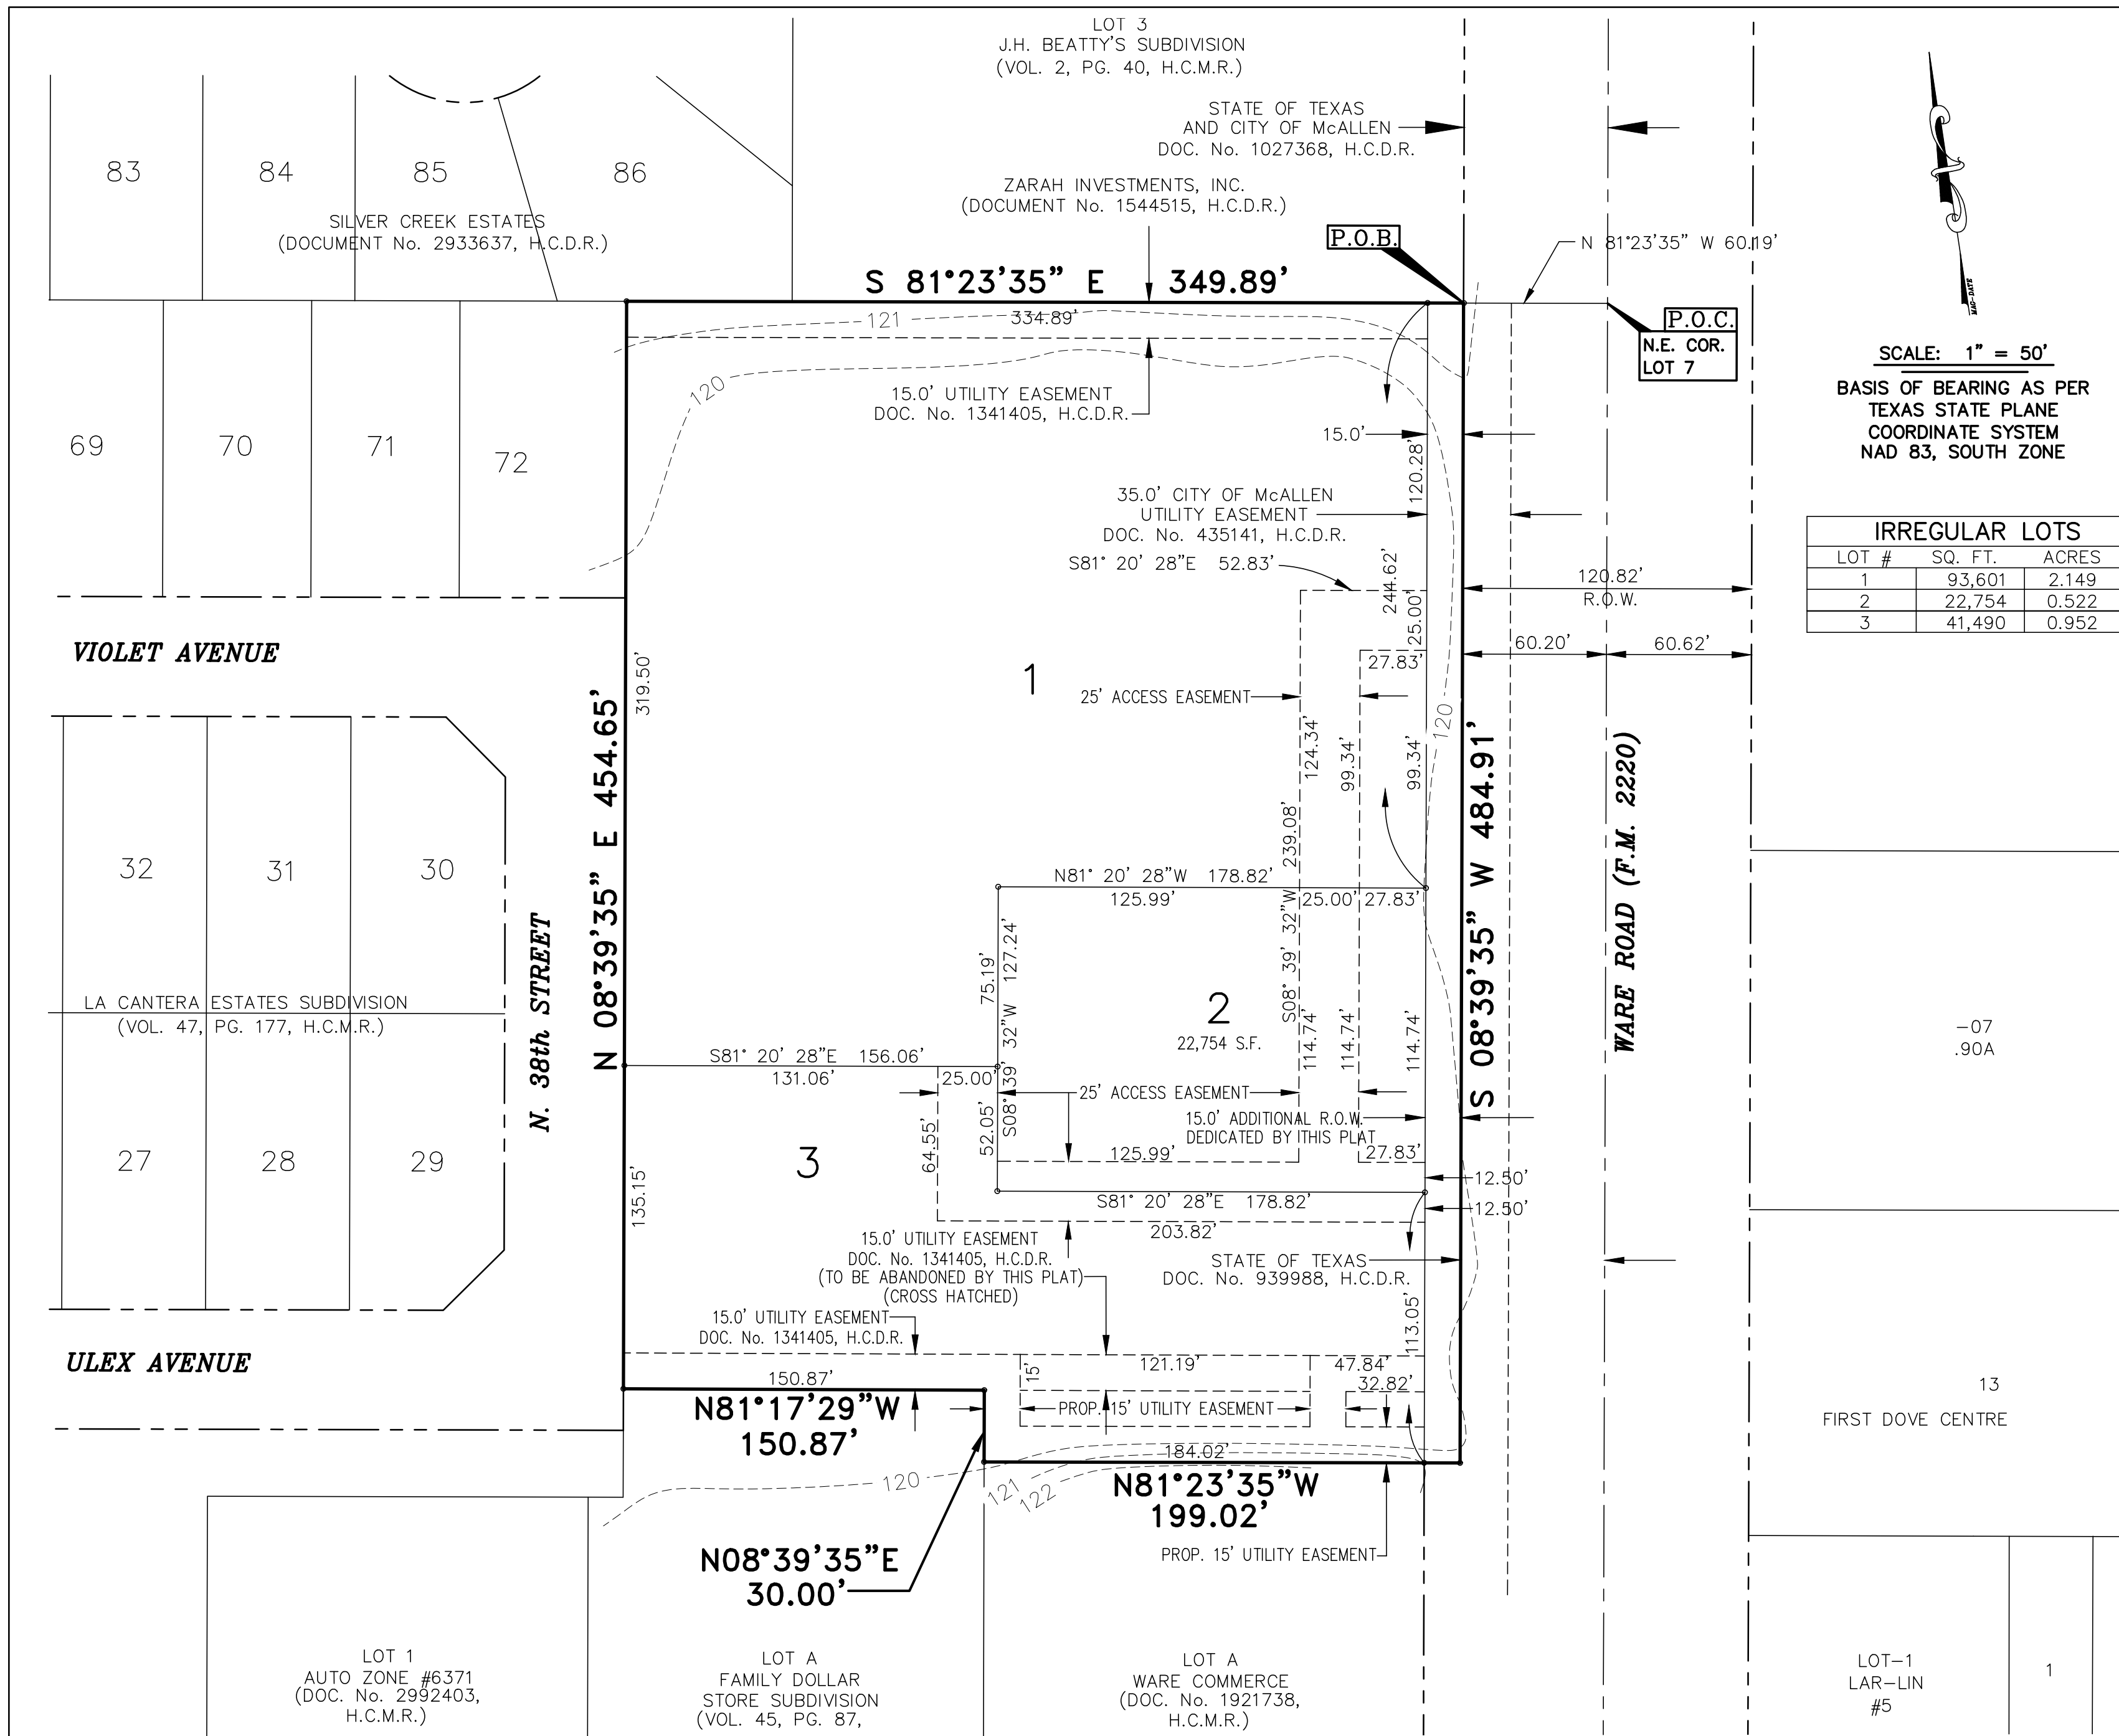 LOT 3
J.H. BEATTY'S SUBDIVISION
(VOL. 2, PG. 40, H.C.M.R.)
STATE OF TEXAS
AND CITY OF McALLEN
DOC. No. 1027368, H.C.D.R.
ZARAH INVESTMENTS, INC.
(DOCUMENT No. 1544515, H.C.D.R.)
83
84
85
86
SILVER CREEK ESTATES
(DOCUMENT No. 2933637, H.C.D.R.)
P.O.B.
N 81°23'35" W 60.19'
S 81°23'35" E 349.89'
P.O.C.
N.E. COR.
LOT 7
MAG-DATE
SCALE: 1" = 50'
BASIS OF BEARING AS PER
TEXAS STATE PLANE
COORDINATE SYSTEM
NAD 83, SOUTH ZONE
121
334.89'
120
15.0' UTILITY EASEMENT
DOC. No. 1341405, H.C.D.R.
15.0'
120.28'
69
70
71
72
35.0' CITY OF McALLEN
UTILITY EASEMENT
DOC. No. 435141, H.C.D.R.
S81° 20' 28"E 52.83'
244.62'
25.00'
27.83'
120.82'
R.O.W.
60.20'
60.62'
IRREGULAR LOTS
LOT # SQ. FT. ACRES
1 93,601 2.149
2 22,754 0.522
3 41,490 0.952
VIOLET AVENUE
319.50'
N 08°39'35" E 454.65'
1
25' ACCESS EASEMENT
124.34'
99.34'
99.34'
120
S 08°39'35" W 484.91'
WARE ROAD (F.M. 2220)
32
31
30
N. 38th STREET
N81° 20' 28"W 178.82'
125.99'
25.00'
27.83'
S08° 39' 32"W 239.08'
75.19'
S08° 39' 32"W 127.24'
LA CANTERA ESTATES SUBDIVISION
(VOL. 47, PG. 177, H.C.M.R.)
2
22,754 S.F.
114.74'
114.74'
114.74'
-07
.90A
S81° 20' 28"E 156.06'
131.06'
25.00'
25' ACCESS EASEMENT
15.0' ADDITIONAL R.O.W.
DEDICATED BY THIS PLAT
52.05'
64.55'
27
28
29
3
125.99'
27.83'
12.50'
135.15'
S81° 20' 28"E 178.82'
12.50'
203.82'
15.0' UTILITY EASEMENT
DOC. No. 1341405, H.C.D.R.
(TO BE ABANDONED BY THIS PLAT)
(CROSS HATCHED)
STATE OF TEXAS
DOC. No. 939988, H.C.D.R.
15.0' UTILITY EASEMENT
DOC. No. 1341405, H.C.D.R.
113.05'
ULEX AVENUE
150.87'
15'
121.19'
47.84'
32.82'
N81°17'29"W
150.87'
PROP. 15' UTILITY EASEMENT
13
FIRST DOVE CENTRE
184.02'
120
121
122
N81°23'35"W
199.02'
N08°39'35"E
30.00'
PROP. 15' UTILITY EASEMENT
LOT 1
AUTO ZONE #6371
(DOC. No. 2992403,
H.C.M.R.)
LOT A
FAMILY DOLLAR
STORE SUBDIVISION
(VOL. 45, PG. 87,
LOT A
WARE COMMERCE
(DOC. No. 1921738,
H.C.M.R.)
LOT-1
LAR-LIN
#5
1